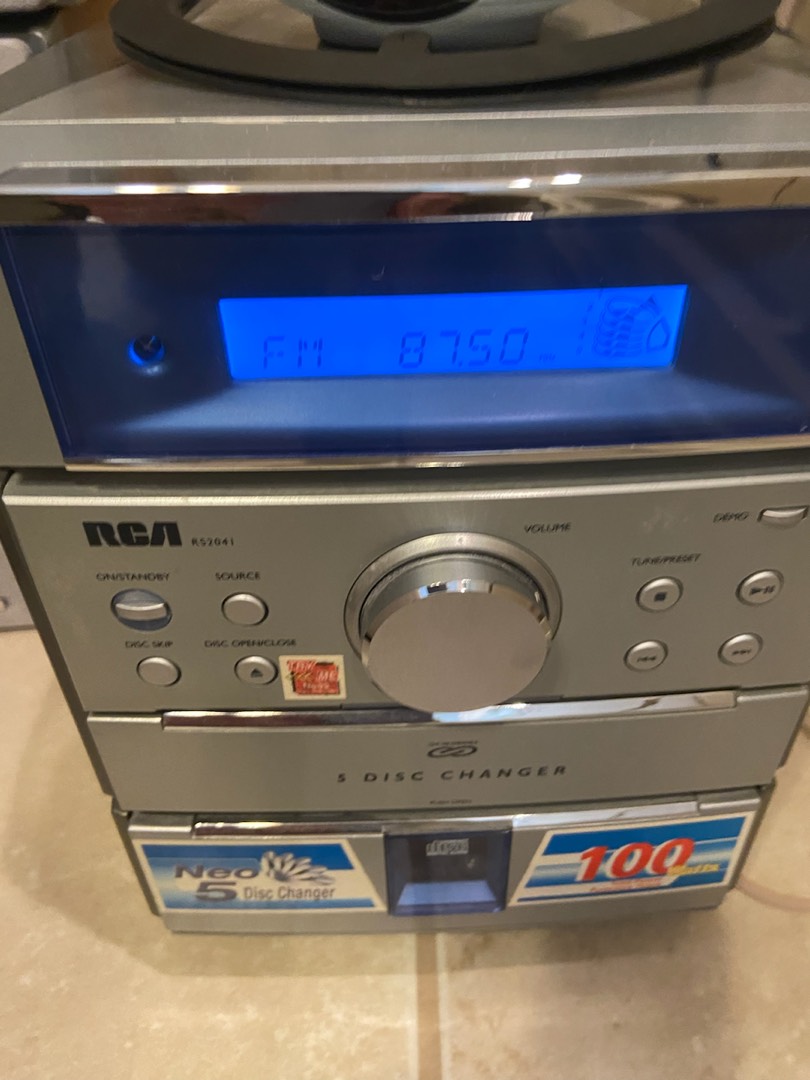 FM 87.50
RCA RS2041
VOLUME
DEMO
ON/STANDBY
SOURCE
TUNE/PRESET
DISC SKIP
DISC OPEN/CLOSE
5 DISC CHANGER
Neo
5 Disc Changer
100